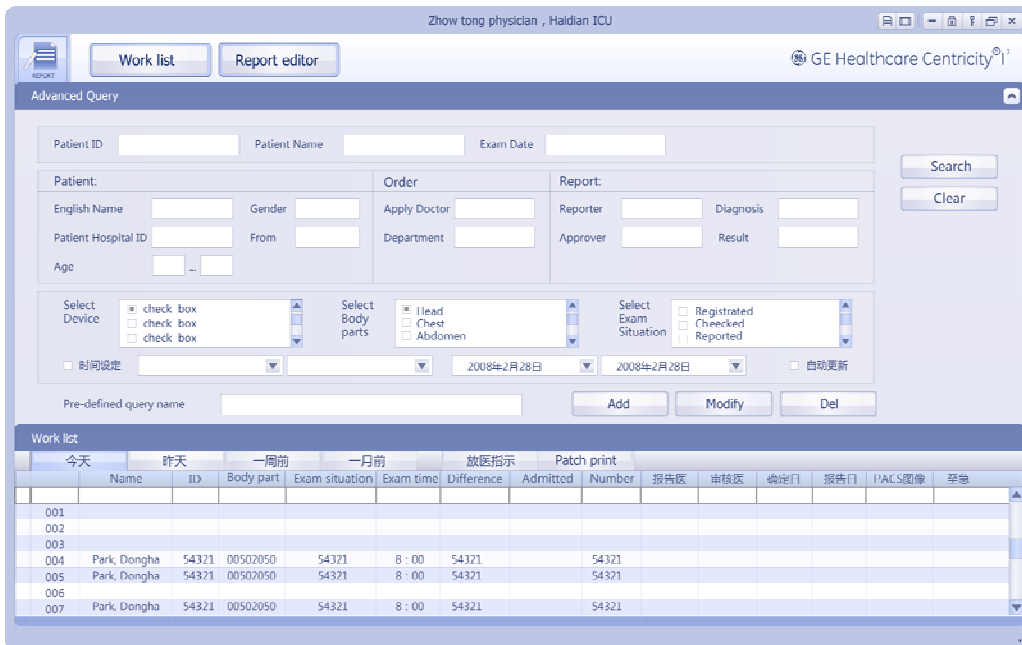 Zhow tong physician , Haidian ICU
REPORT
Work list
Report editor
GE Healthcare Centricity® I'
Advanced Query
Patient ID
Patient Name
Exam Date
Search
Clear
Patient:
Order
Report:
English Name
Gender
Apply Doctor
Reporter
Diagnosis
Patient Hospital ID
From
Department
Approver
Result
Age
~
Select Device
check box
check box
check box
Select Body parts
Head
Chest
Abdomen
Select Exam Situation
Registrated
Cheecked
Reported
时间设定
2008年2月28日
2008年2月28日
自动更新
Pre-defined query name
Add
Modify
Del
Work list
今天 昨天 一周前 一月前 放医指示 Patch print
Name ID Body part Exam situation Exam time Difference Admitted Number 报告医 审核医 确定日 报告日 PACS图像 至急
001
002
003
004 Park, Dongha 54321 00502050 54321 8 : 00 54321 54321
005 Park, Dongha 54321 00502050 54321 8 : 00 54321 54321
006
007 Park, Dongha 54321 00502050 54321 8 : 00 54321 54321